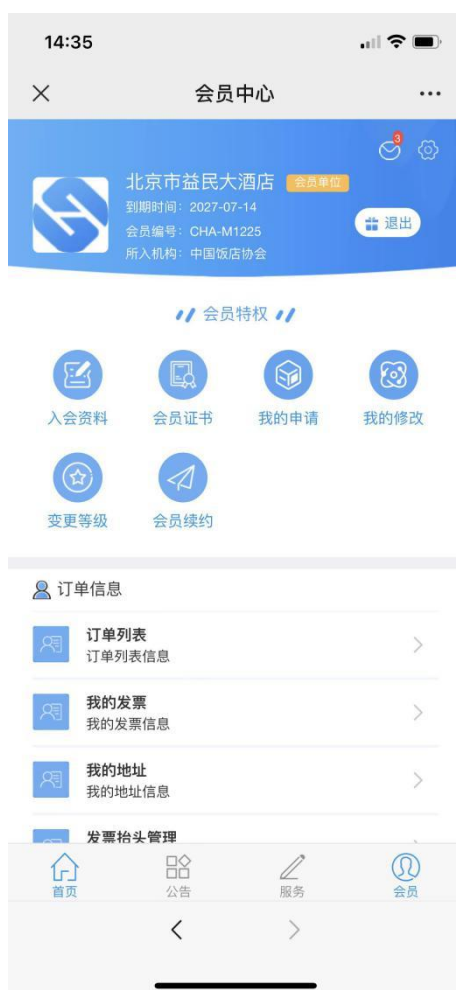 14:35
会员中心
3
北京市益民大酒店 会员单位
到期时间：2027-07-14
会员编号：CHA-M1225
退出
所入机构：中国饭店协会
会员特权
入会资料 会员证书 我的申请 我的修改
变更等级 会员续约
订单信息
订单列表
订单列表信息
我的发票
我的发票信息
我的地址
我的地址信息
发票抬头管理
首页 公告 服务 会员